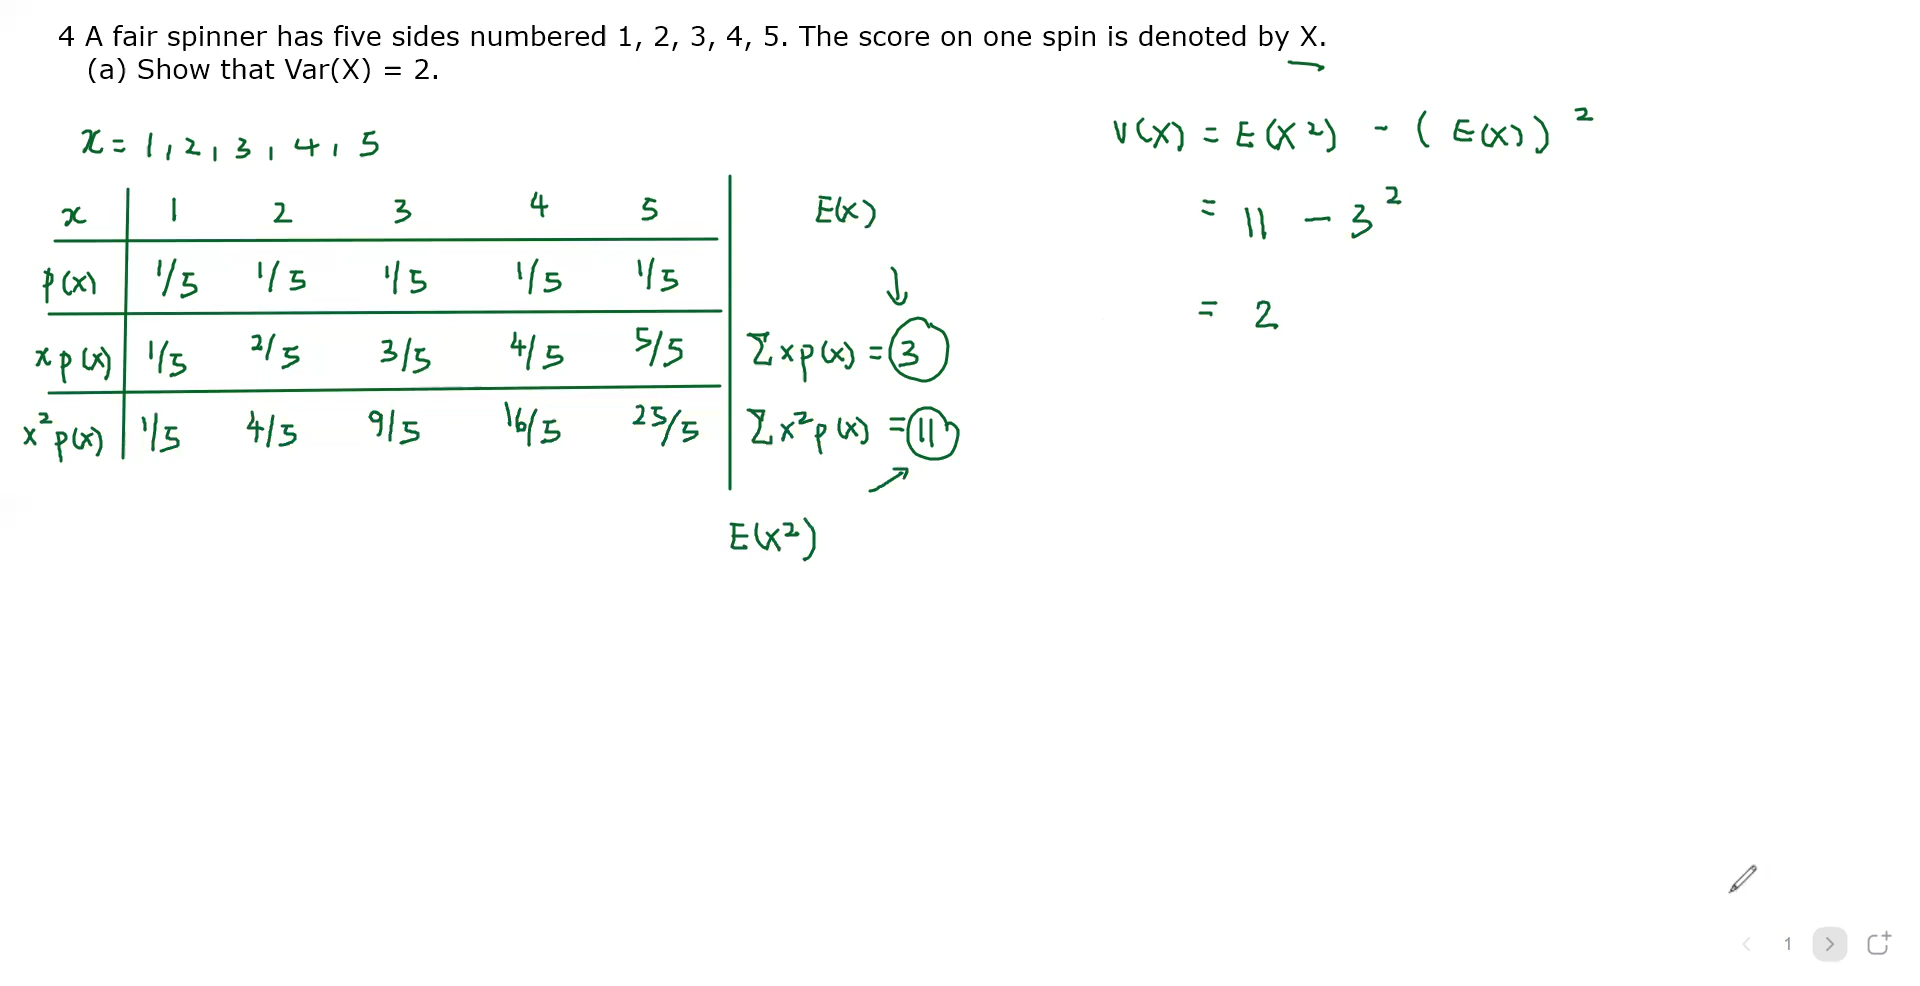 4 A fair spinner has five sides numbered 1, 2, 3, 4, 5. The score on one spin is denoted by X.
(a) Show that Var(X) = 2.
x = 1, 2, 3, 4, 5
x 1 2 3 4 5 E(x)
p(x) 1/5 1/5 1/5 1/5 1/5
x p(x) 1/5 2/5 3/5 4/5 5/5 Σxp(x) = 3
x²p(x) 1/5 4/5 9/5 16/5 25/5 Σx²p(x) = 11
E(x²)
V(X) = E(X²) - (E(X))²
= 11 - 3²
= 2
1